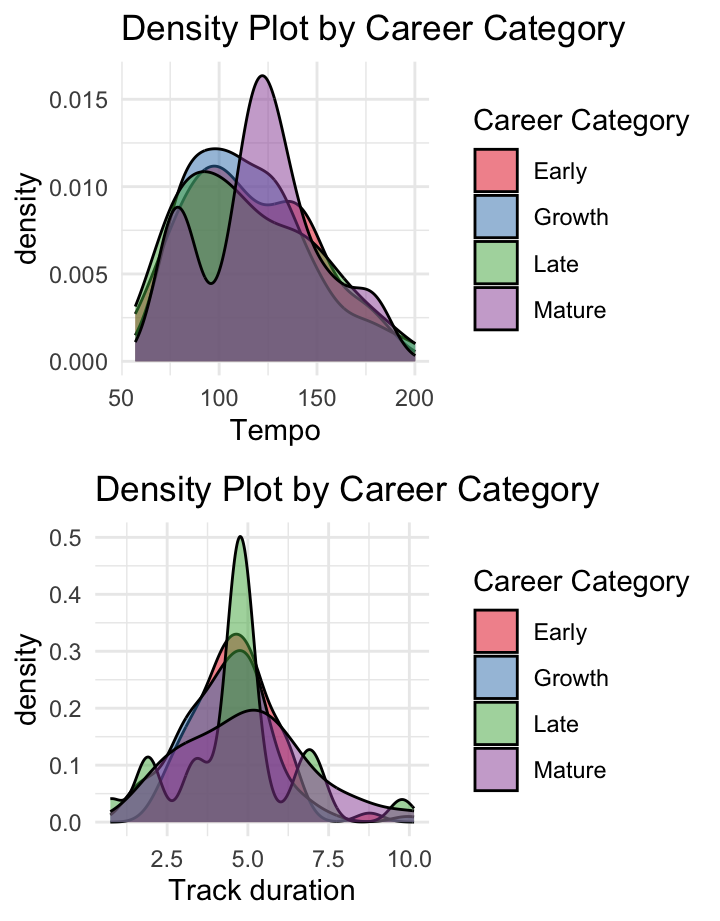 Density Plot by Career Category
density
0.015
0.010
0.005
0.000
50 100 150 200
Tempo
Career Category
Early
Growth
Late
Mature
Density Plot by Career Category
density
0.5
0.4
0.3
0.2
0.1
0.0
2.5 5.0 7.5 10.0
Track duration
Career Category
Early
Growth
Late
Mature